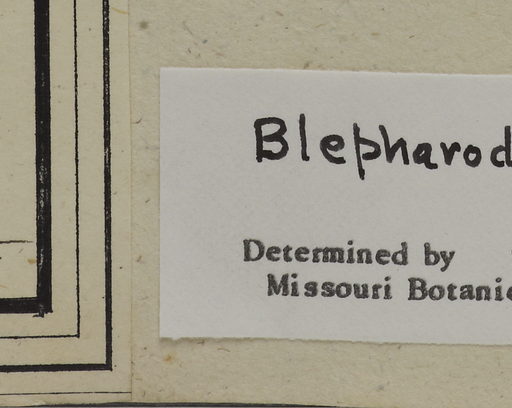 Blepharod
Determined by
Missouri Botanic